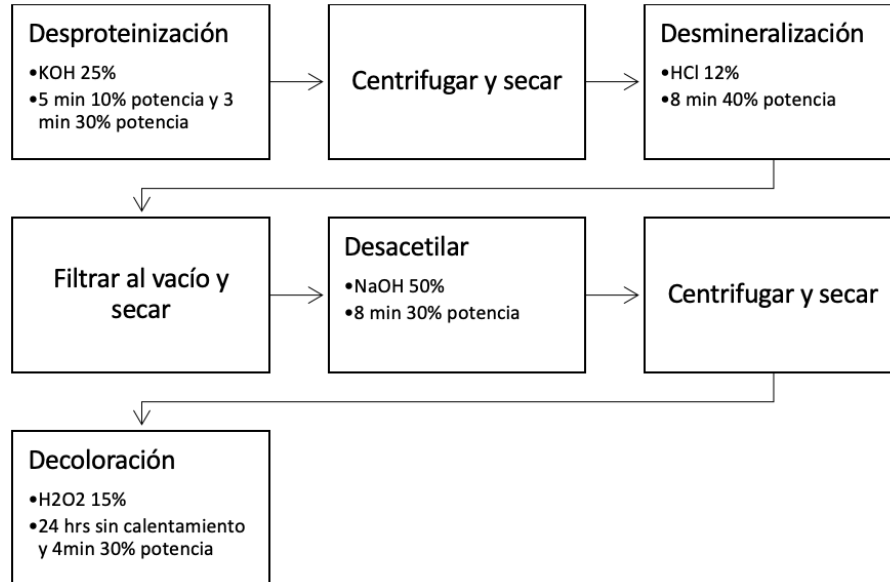 Desproteinización
•KOH 25%
•5 min 10% potencia y 3
min 30% potencia
Centrifugar y secar
Desmineralización
•HCl 12%
•8 min 40% potencia
Filtrar al vacío y
secar
Desacetilar
•NaOH 50%
•8 min 30% potencia
Centrifugar y secar
Decoloración
•H2O2 15%
•24 hrs sin calentamiento
y 4min 30% potencia